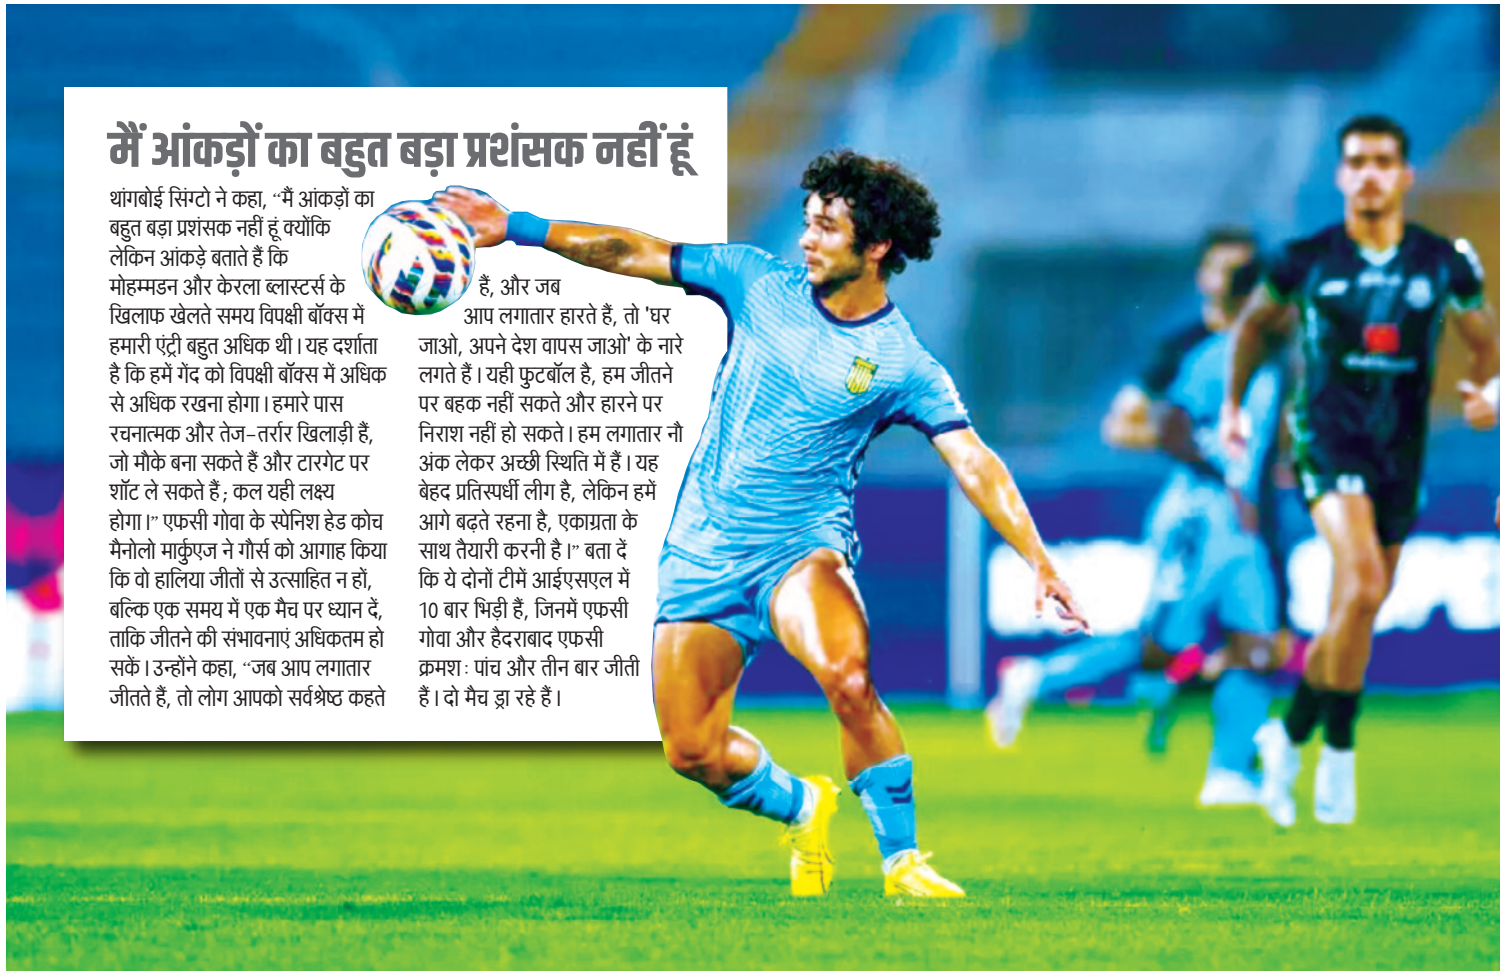 मैं आंकड़ों का बहुत बड़ा प्रशंसक नहीं हूं
थांगबोई सिंग्टो ने कहा, “मैं आंकड़ों का
बहुत बड़ा प्रशंसक नहीं हूं क्योंकि
लेकिन आंकड़े बताते हैं कि
मोहम्मडन और केरला ब्लास्टर्स के
खिलाफ खेलते समय विपक्षी बॉक्स में
हमारी एंट्री बहुत अधिक थी। यह दर्शाता
है कि हमें गेंद को विपक्षी बॉक्स में अधिक
से अधिक रखना होगा। हमारे पास
रचनात्मक और तेज-तर्रार खिलाड़ी हैं,
जो मौके बना सकते हैं और टारगेट पर
शॉट ले सकते हैं; कल यही लक्ष्य
होगा।” एफसी गोवा के स्पेनिश हेड कोच
मैनोलो मार्कुएज ने गौर्स को आगाह किया
कि वो हालिया जीतों से उत्साहित न हों,
बल्कि एक समय में एक मैच पर ध्यान दें,
ताकि जीतने की संभावनाएं अधिकतम हो
सकें। उन्होंने कहा, “जब आप लगातार
जीतते हैं, तो लोग आपको सर्वश्रेष्ठ कहते
हैं, और जब
आप लगातार हारते हैं, तो 'घर
जाओ, अपने देश वापस जाओ' के नारे
लगते हैं। यही फुटबॉल है, हम जीतने
पर बहक नहीं सकते और हारने पर
निराश नहीं हो सकते। हम लगातार नौ
अंक लेकर अच्छी स्थिति में हैं। यह
बेहद प्रतिस्पर्धी लीग है, लेकिन हमें
आगे बढ़ते रहना है, एकाग्रता के
साथ तैयारी करनी है।” बता दें
कि ये दोनों टीमें आईएसएल में
10 बार भिड़ी हैं, जिनमें एफसी
गोवा और हैदराबाद एफसी
क्रमश: पांच और तीन बार जीती
हैं। दो मैच ड्रा रहे हैं।